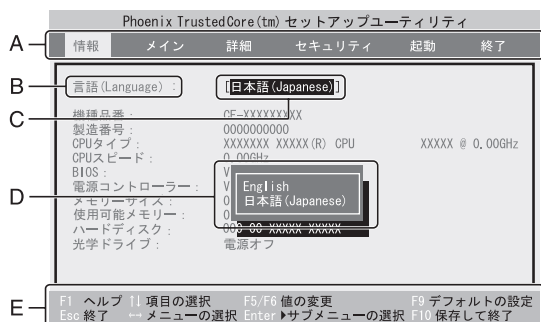 Phoenix TrustedCore(tm) セットアップユーティリティ
A 情報 メイン 詳細 セキュリティ 起動 終了
B 言語(Language) : [日本語(Japanese)]
C
機種品番 : CF-XXXXXXXX
製造番号 : 0000000000
CPUタイプ : XXXXXXX XXXXX(R) CPU XXXXX @ 0.00GHz
CPUスピード : 0.00GHz
BIOS : V
電源コントローラー : V
D
English
日本語(Japanese)
メモリーサイズ : 0
使用可能メモリー : 0
ハードディスク :
光学ドライブ : 電源オフ
E
F1 ヘルプ ↑↓ 項目の選択 F5/F6 値の変更 F9 デフォルトの設定
Esc 終了 ←→ メニューの選択 Enter ▶サブメニューの選択 F10 保存して終了